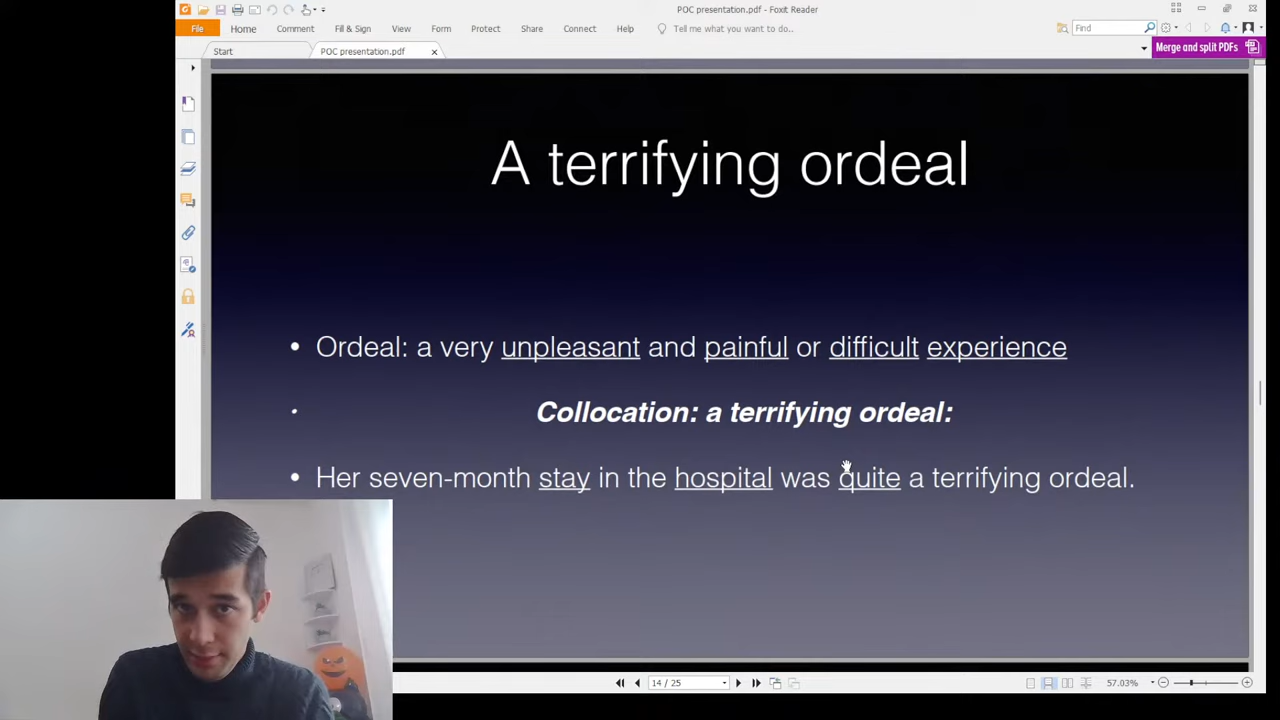 POC presentation.pdf - Foxit Reader
File Home Comment Fill & Sign View Form Protect Share Connect Help Tell me what you want to do.. Find
Start POC presentation.pdf Merge and split PDFs
A terrifying ordeal
• Ordeal: a very unpleasant and painful or difficult experience
• Collocation: a terrifying ordeal:
• Her seven-month stay in the hospital was quite a terrifying ordeal.
14 / 25 57.03%